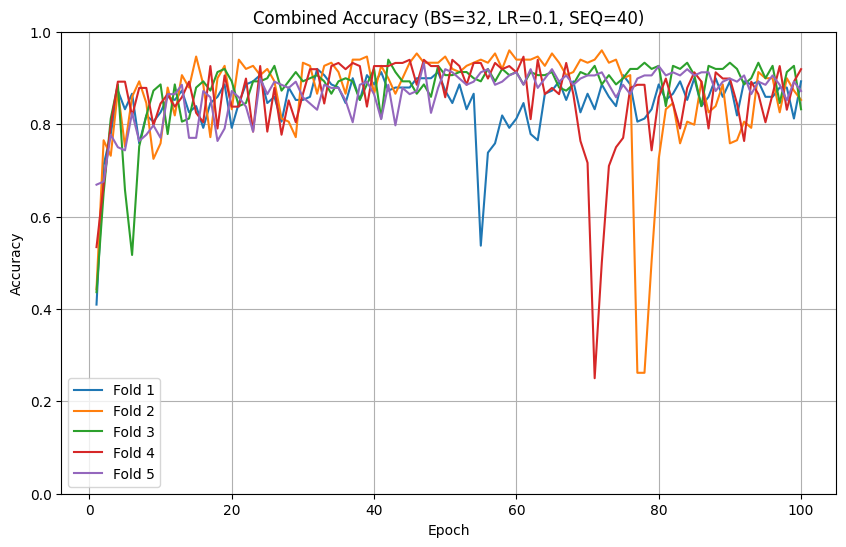 Combined Accuracy (BS=32, LR=0.1, SEQ=40)
1.0
0.8
0.6
0.4
0.2
0.0
Accuracy
Fold 1
Fold 2
Fold 3
Fold 4
Fold 5
0 20 40 60 80 100
Epoch